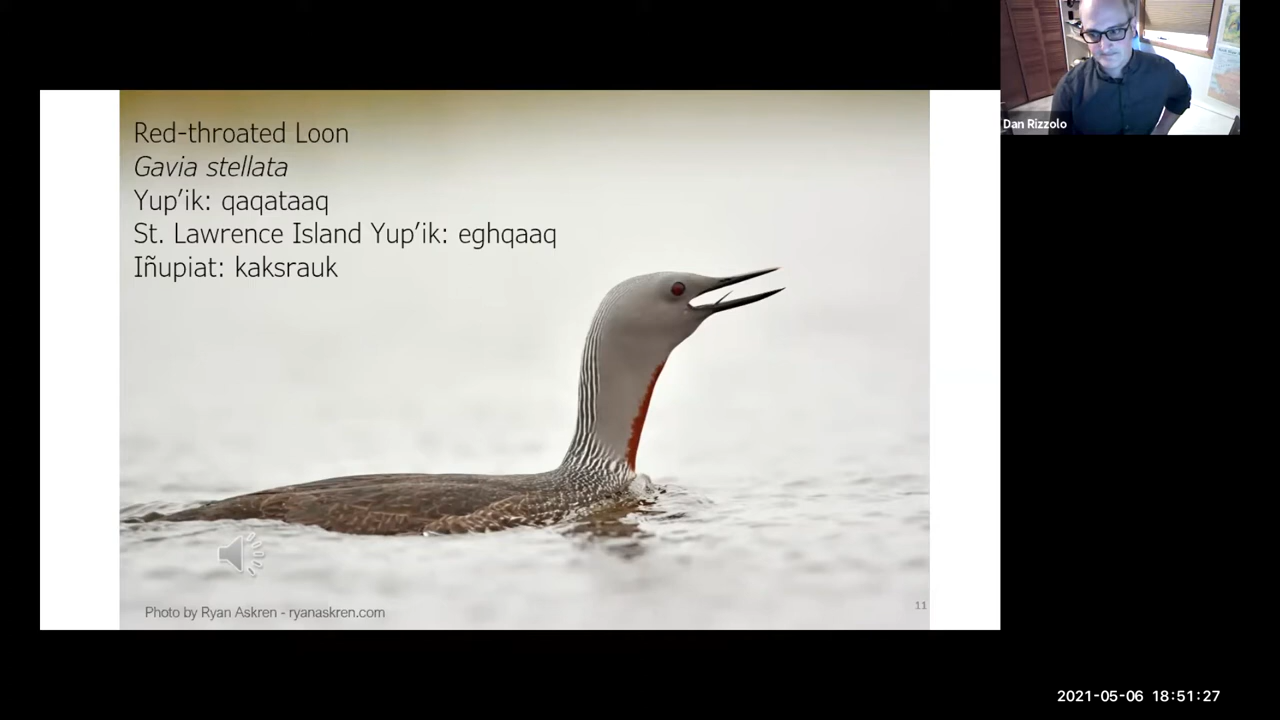 Red-throated Loon
Gavia stellata
Yup’ik: qaqataaq
St. Lawrence Island Yup’ik: eghqaaq
Iñupiat: kaksrauk
Photo by Ryan Askren - ryanaskren.com
11
Dan Rizzolo
2021-05-06 18:51:27